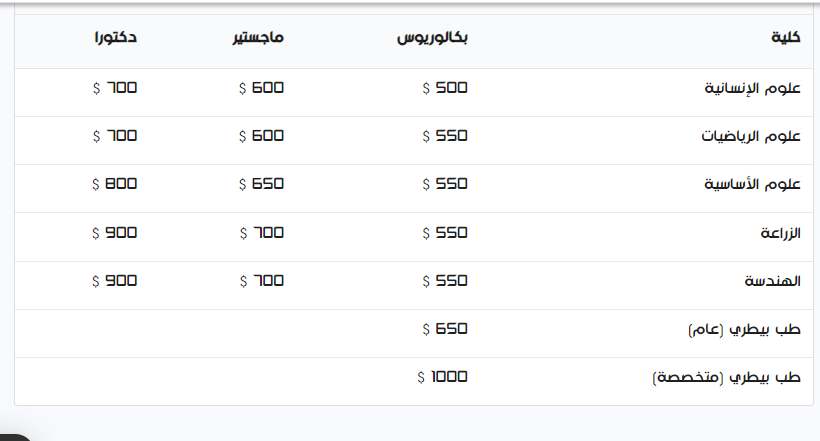 كلية بكالوريوس ماجستير دكتورا
علوم الإنسانية 500 $ 600 $ 700 $
علوم الرياضيات 550 $ 600 $ 700 $
علوم الأساسية 550 $ 650 $ 800 $
الزراعة 550 $ 700 $ 900 $
الهندسة 550 $ 700 $ 900 $
طب بيطري (عام) 650 $
طب بيطري (متخصصة) 1000 $